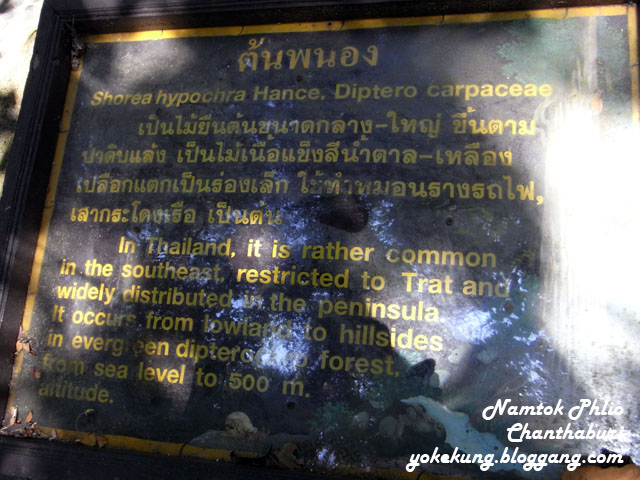 ต้นพนอง
Shorea hypochra Hance. Diptero carpaceae
เป็นไม้ยืนต้นขนาดกลาง-ใหญ่ ขึ้นตาม
ป่าดิบแล้ง เป็นไม้เนื้อแข็งสีน้ำตาล-เหลือง
เปลือกแตกเป็นร่องเล็ก ใช้ทำหมอนรางรถไฟ,
เสากระโดงเรือ เป็นต้น
In Thailand, it is rather common
in the southeast, restricted to Trat and
widely distributed in the peninsula
It occurs from lowland to hillsides
in evergreen dipterocarp forest,
from sea level to 500 m.
altitude.
Namtok Phlio
Chanthaburi
yokekung.bloggang.com